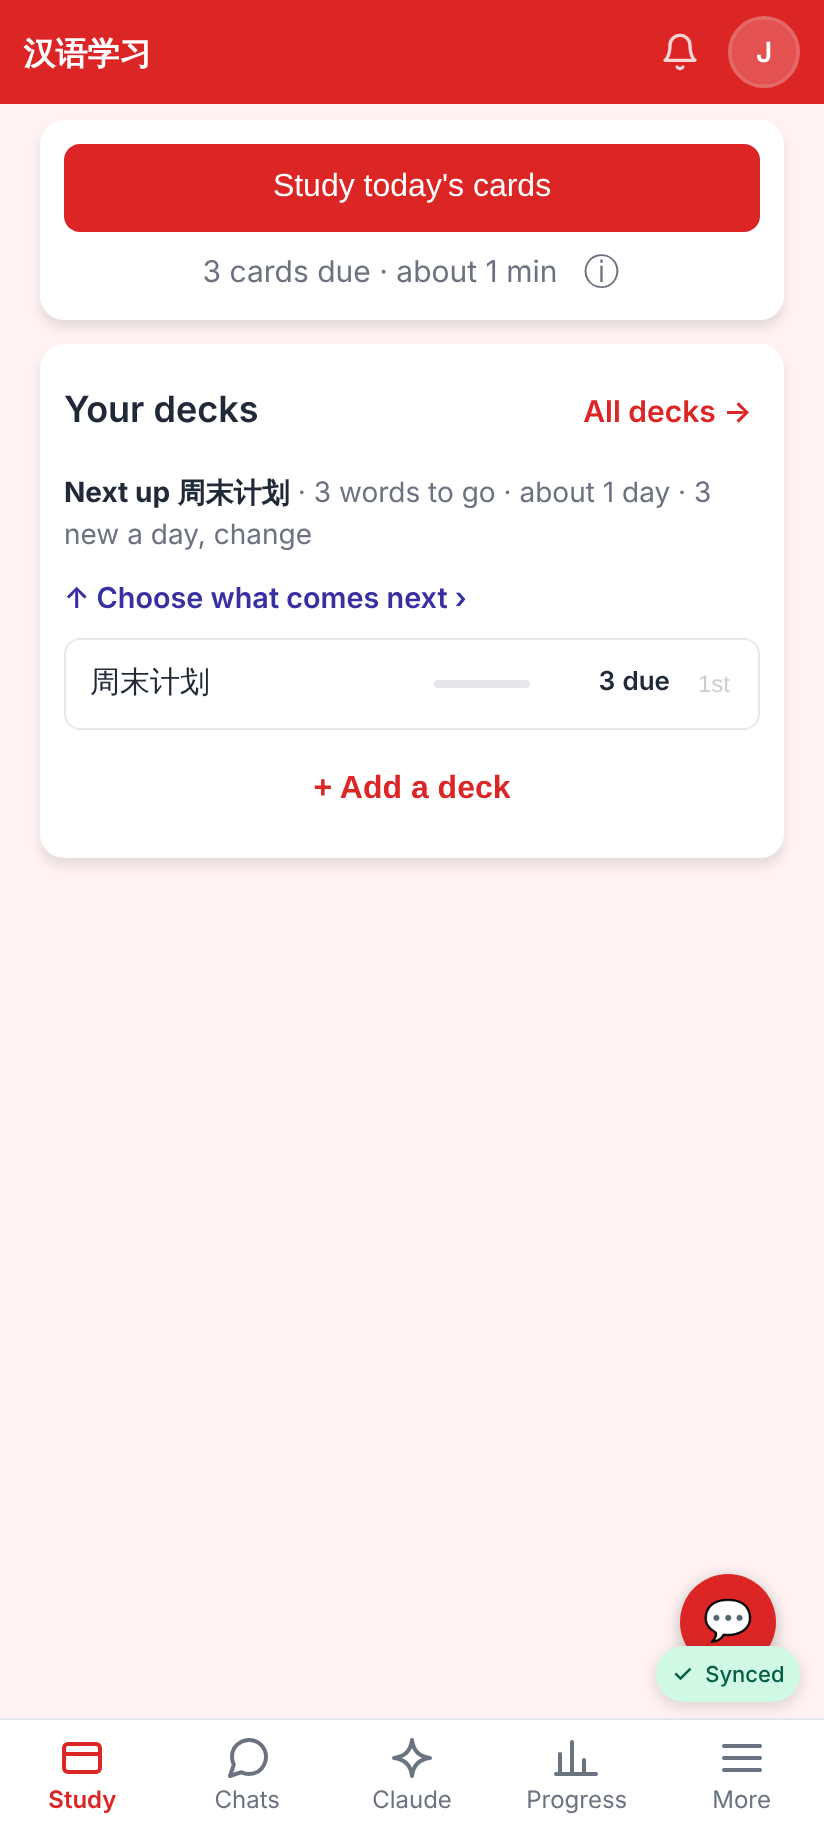 汉语学习
J
Study today's cards
3 cards due · about 1 min ⓘ
Your decks
All decks →
Next up 周末计划 · 3 words to go · about 1 day · 3
new a day, change
↑ Choose what comes next ›
周末计划 3 due 1st
+ Add a deck
✓ Synced
Study Chats Claude Progress More